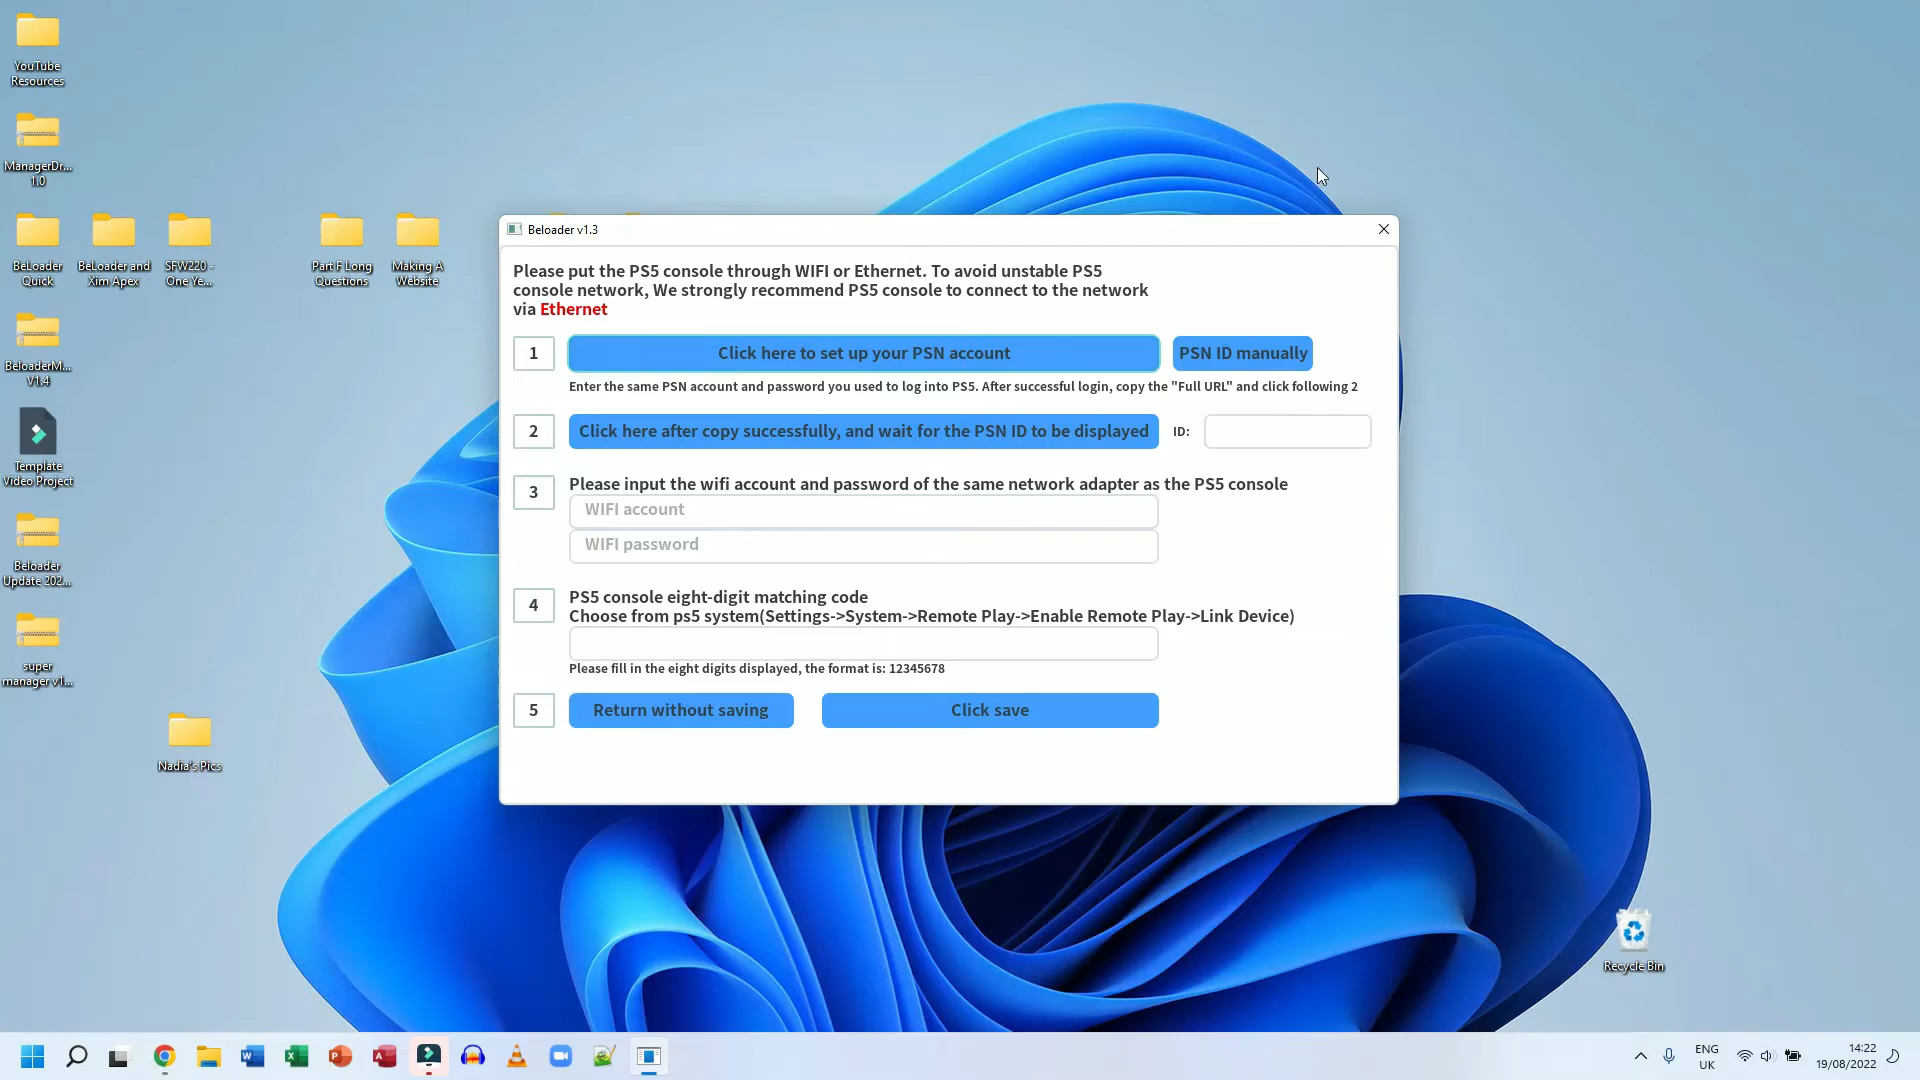 YouTube
Resources
ManagerDr...
1.0
BeLoader
Quick
BeLoader and
Xim Apex
SFW220 -
One Ye...
Part F Long
Questions
Making A
Website
BeloaderM...
V1.4
Template
Video Project
Beloader
Update 202...
super
manager v1...
Nadia's Pics
Recycle Bin
Beloader v1.3
Please put the PS5 console through WIFI or Ethernet. To avoid unstable PS5
console network, We strongly recommend PS5 console to connect to the network
via Ethernet
1
Click here to set up your PSN account
PSN ID manually
Enter the same PSN account and password you used to log into PS5. After successful login, copy the "Full URL" and click following 2
2
Click here after copy successfully, and wait for the PSN ID to be displayed
ID:
3
Please input the wifi account and password of the same network adapter as the PS5 console
WIFI account
WIFI password
4
PS5 console eight-digit matching code
Choose from ps5 system(Settings->System->Remote Play->Enable Remote Play->Link Device)
Please fill in the eight digits displayed, the format is: 12345678
5
Return without saving
Click save
ENG
UK
14:22
19/08/2022